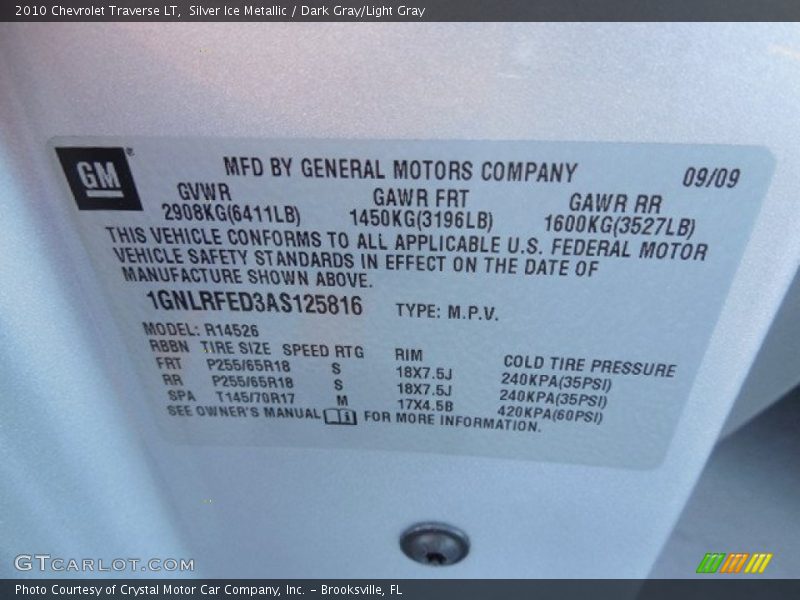 2010 Chevrolet Traverse LT, Silver Ice Metallic / Dark Gray/Light Gray
GM®
MFD BY GENERAL MOTORS COMPANY 09/09
GVWR GAWR FRT GAWR RR
2908KG(6411LB) 1450KG(3196LB) 1600KG(3527LB)
THIS VEHICLE CONFORMS TO ALL APPLICABLE U.S. FEDERAL MOTOR
VEHICLE SAFETY STANDARDS IN EFFECT ON THE DATE OF
MANUFACTURE SHOWN ABOVE.
1GNLRFED3AS125816 TYPE: M.P.V.
MODEL: R14526
RBBN TIRE SIZE SPEED RTG RIM COLD TIRE PRESSURE
FRT P255/65R18 S 18X7.5J 240KPA(35PSI)
RR P255/65R18 S 18X7.5J 240KPA(35PSI)
SPA T145/70R17 M 17X4.5B 420KPA(60PSI)
SEE OWNER'S MANUAL FOR MORE INFORMATION.
GTCARLOT.COM
Photo Courtesy of Crystal Motor Car Company, Inc. – Brooksville, FL